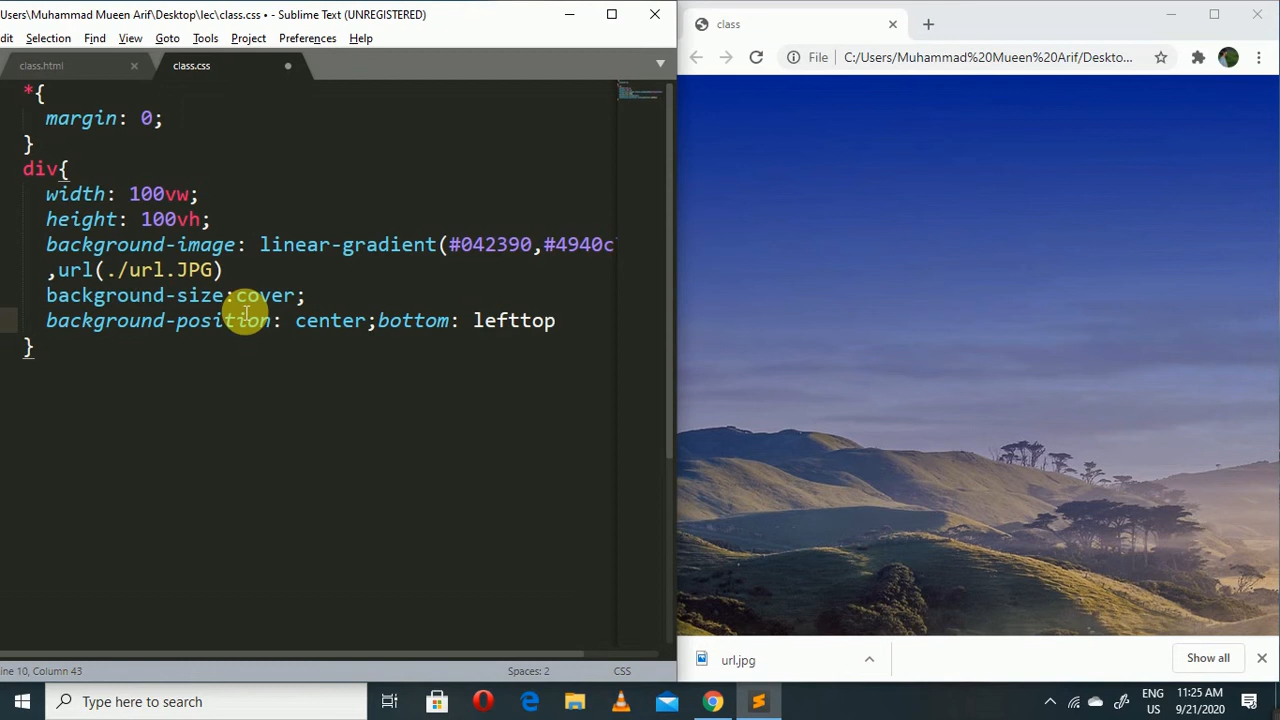 Users\Muhammad Mueen Arif\Desktop\lec\class.css • - Sublime Text (UNREGISTERED)
dit Selection Find View Goto Tools Project Preferences Help
class.html
class.css
*{
margin: 0;
}
div{
width: 100vw;
height: 100vh;
background-image: linear-gradient(#042390,#4940c
,url(./url.JPG)
background-size:cover;
background-position: center;bottom: lefttop
}
ine 10, Column 43
Spaces: 2
CSS
class
File
C:/Users/Muhammad%20Mueen%20Arif/Deskto...
url.jpg
Show all
Type here to search
ENG
US
11:25 AM
9/21/2020